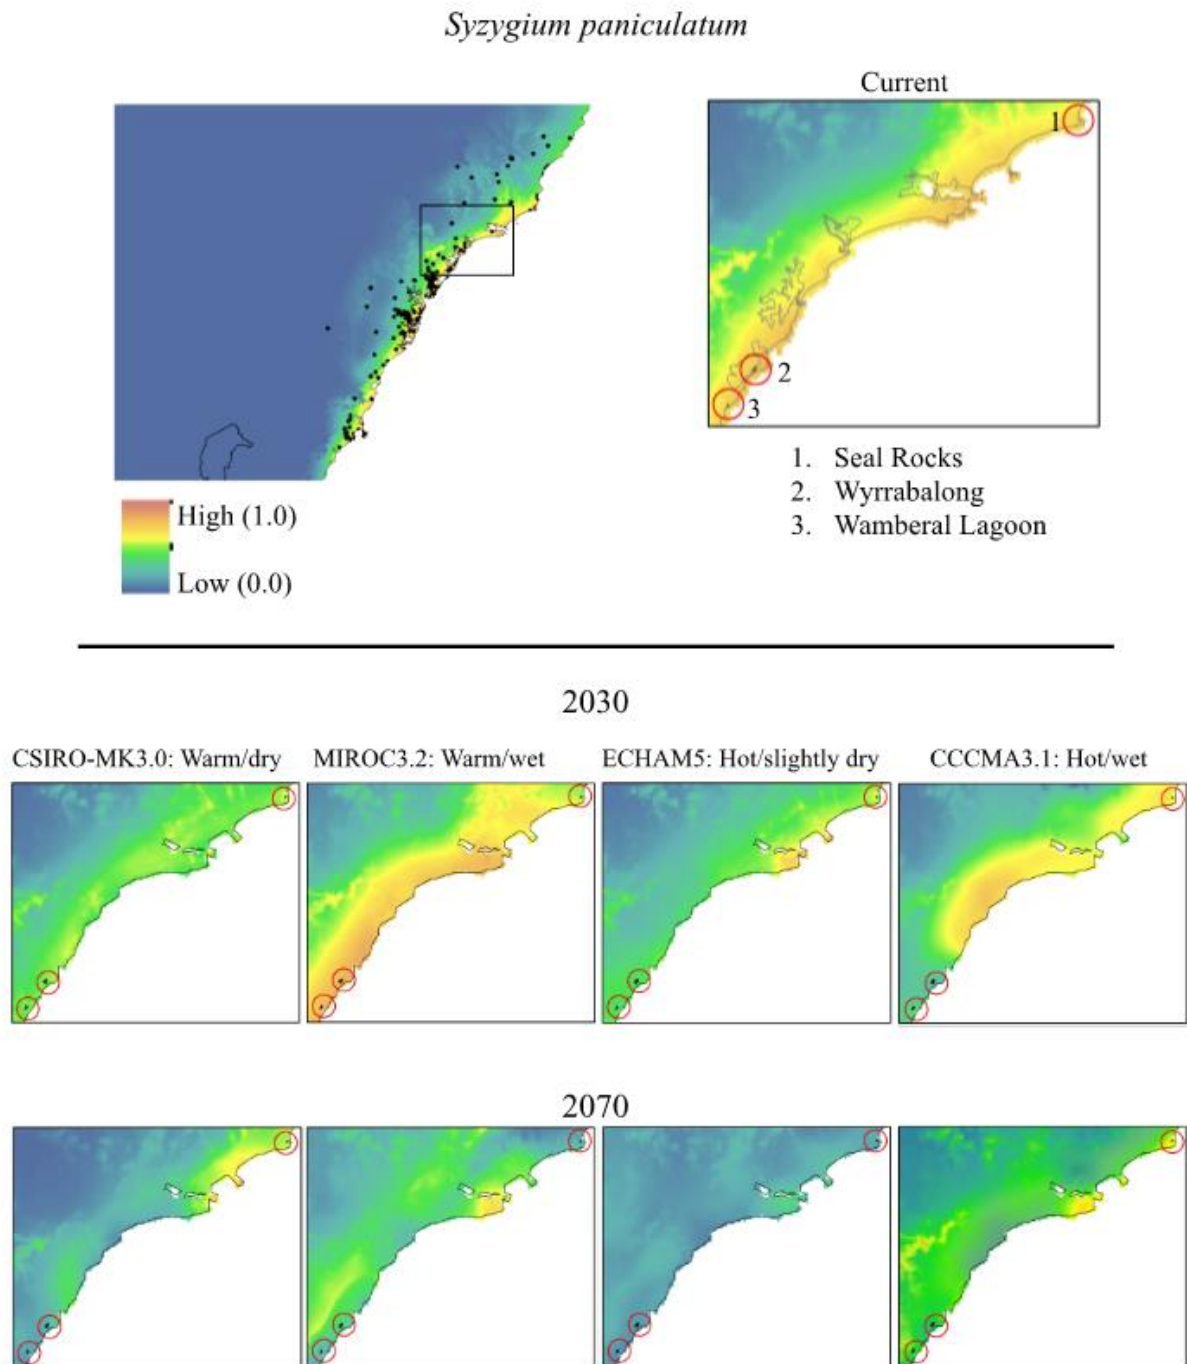 Syzygium paniculatum
Current
1
2
3
1. Seal Rocks
2. Wyrrabalong
3. Wamberal Lagoon
High (1.0)
Low (0.0)
2030
CSIRO-MK3.0: Warm/dry
MIROC3.2: Warm/wet
ECHAM5: Hot/slightly dry
CCCMA3.1: Hot/wet
2070